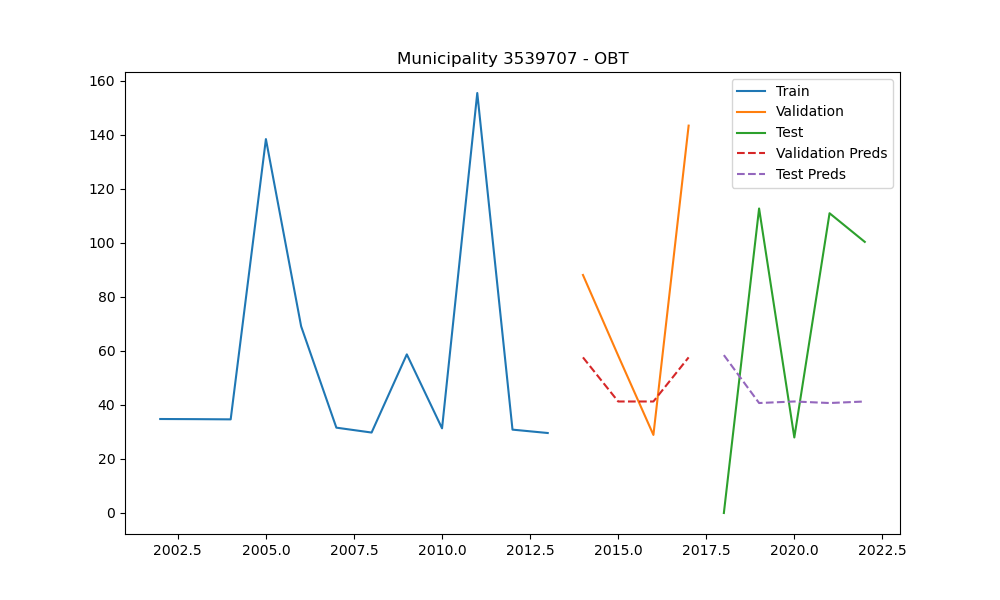 Municipality 3539707 - OBT
160
140
120
100
80
60
40
20
0
Train
Validation
Test
Validation Preds
Test Preds
2002.5 2005.0 2007.5 2010.0 2012.5 2015.0 2017.5 2020.0 2022.5